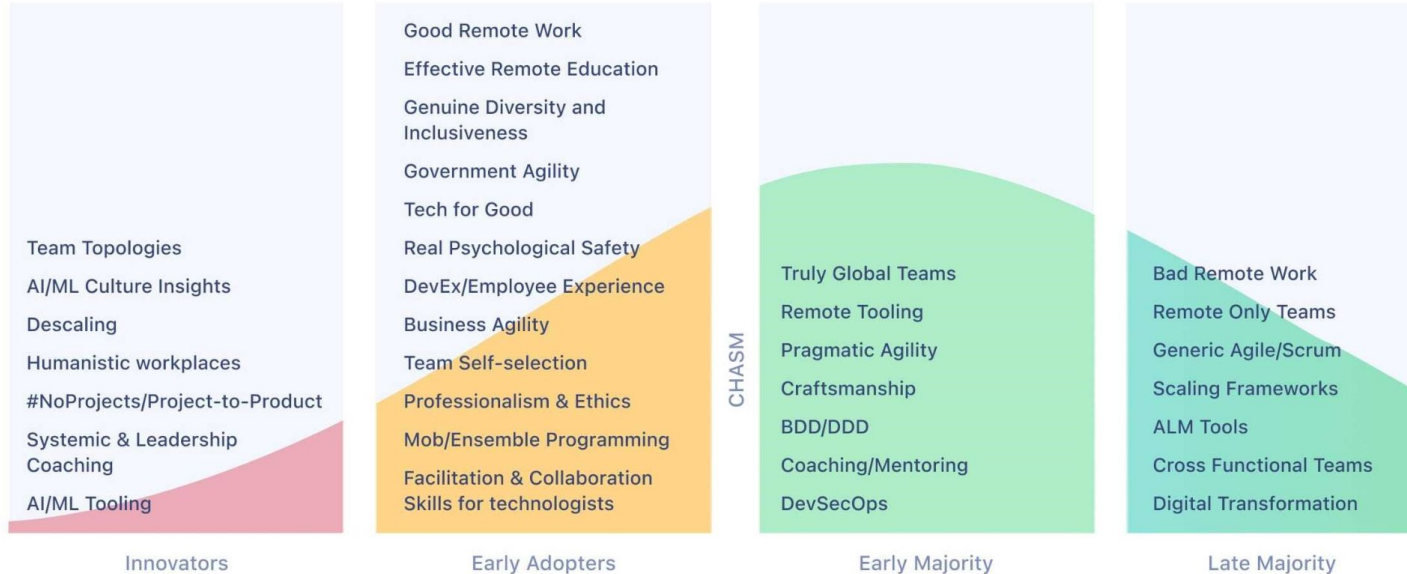 Team Topologies
AI/ML Culture Insights
Descaling
Humanistic workplaces
#NoProjects/Project-to-Product
Systemic & Leadership
Coaching
AI/ML Tooling
Innovators
Good Remote Work
Effective Remote Education
Genuine Diversity and
Inclusiveness
Government Agility
Tech for Good
Real Psychological Safety
DevEx/Employee Experience
Business Agility
Team Self-selection
Professionalism & Ethics
Mob/Ensemble Programming
Facilitation & Collaboration
Skills for technologists
Early Adopters
CHASM
Truly Global Teams
Remote Tooling
Pragmatic Agility
Craftsmanship
BDD/DDD
Coaching/Mentoring
DevSecOps
Early Majority
Bad Remote Work
Remote Only Teams
Generic Agile/Scrum
Scaling Frameworks
ALM Tools
Cross Functional Teams
Digital Transformation
Late Majority